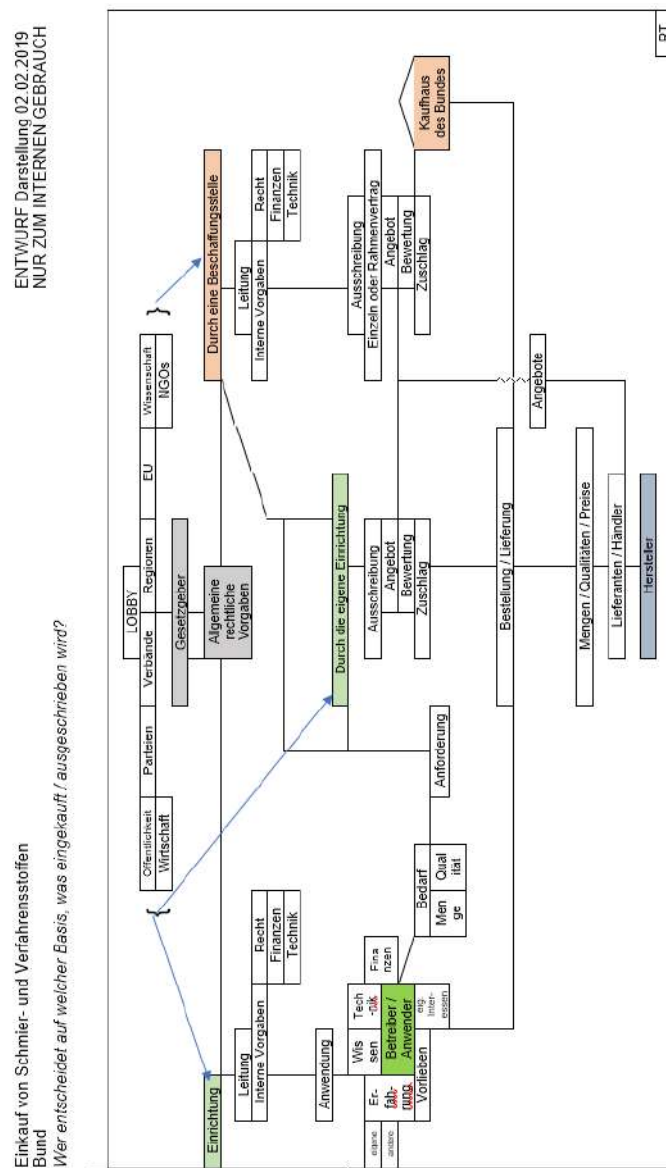 Einkauf von Schmier- und Verfahrensstoffen
Bund
Wer entscheidet auf welcher Basis, was eingekauft / ausgeschrieben wird?
ENTWURF Darstellung 02.02.2019
NUR ZUM INTERNEN GEBRAUCH
LOBBY
Öffentlichkeit
Parteien
Verbände
Regionen
EU
Wissenschaft
Wirtschaft
NGOs
{
}
Gesetzgeber
Einrichtung
Allgemeine
rechtliche
Vorgaben
Durch eine Beschaffungsstelle
Leitung
Interne Vorgaben
Recht
Finanzen
Technik
Leitung
Interne Vorgaben
Recht
Finanzen
Technik
Anwendung
Durch die eigene Einrichtung
eigene
andere
Er-
fah-
rung
Wis
sen
Tech
-nik
Fina
nzen
Betreiber /
Anwender
Vorlieben
eig.
Inter-
essen
Bedarf
Men
ge
Qual
ität
Anforderung
Ausschreibung
Angebot
Bewertung
Zuschlag
Ausschreibung
Einzeln oder Rahmenvertrag
Angebot
Bewertung
Zuschlag
Kaufhaus
des Bundes
Bestellung / Lieferung
Angebote
Mengen / Qualitäten / Preise
Lieferanten / Händler
Hersteller
RT